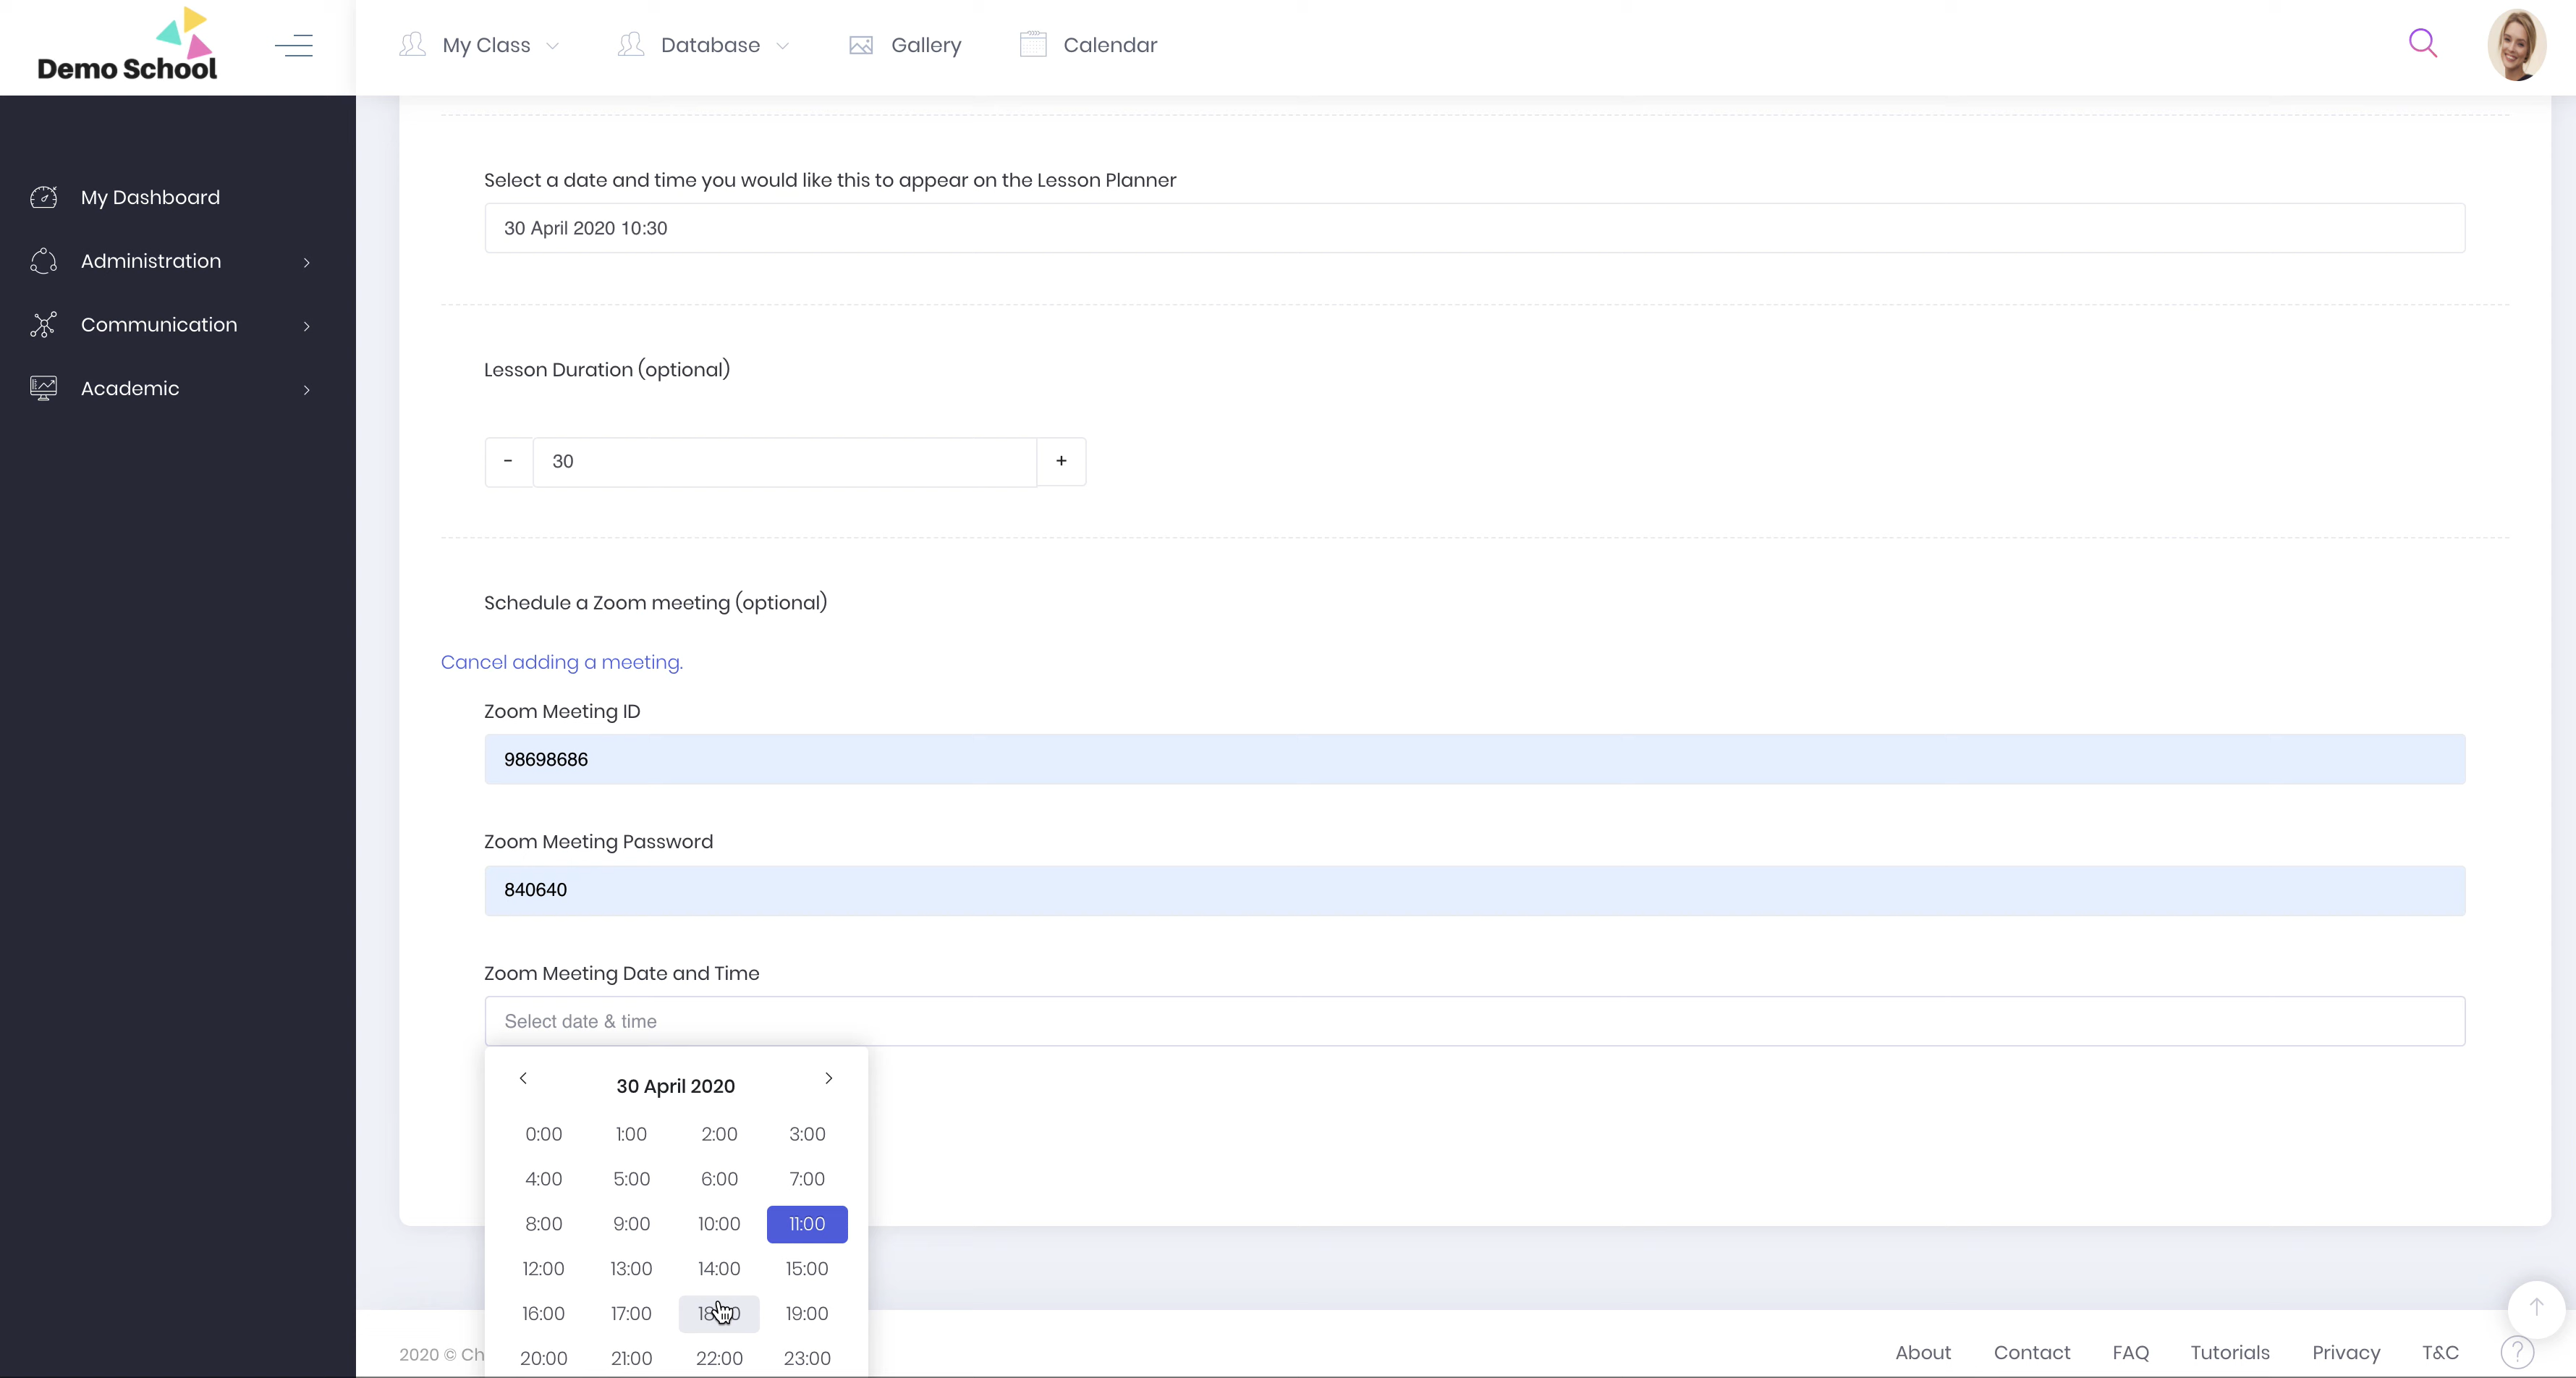 Demo School
My Class
Database
Gallery
Calendar
My Dashboard
Administration
Communication
Academic
Select a date and time you would like this to appear on the Lesson Planner
30 April 2020 10:30
Lesson Duration (optional)
- 30 +
Schedule a Zoom meeting (optional)
Cancel adding a meeting.
Zoom Meeting ID
98698686
Zoom Meeting Password
840640
Zoom Meeting Date and Time
Select date & time
30 April 2020
0:00 1:00 2:00 3:00
4:00 5:00 6:00 7:00
8:00 9:00 10:00 11:00
12:00 13:00 14:00 15:00
16:00 17:00 19:00
20:00 21:00 22:00 23:00
2020 © Ch
About Contact FAQ Tutorials Privacy T&C ?